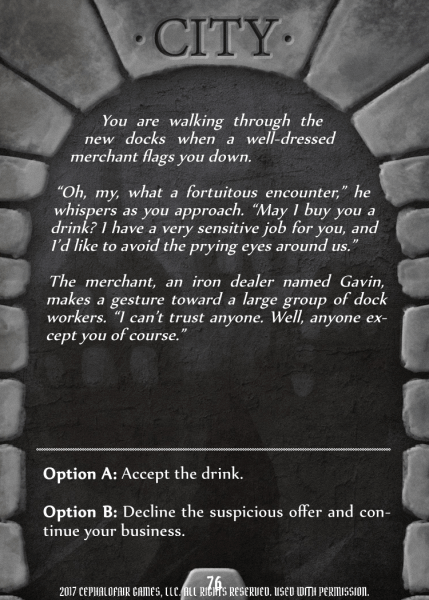 · CITY ·
You are walking through the
new docks when a well-dressed
merchant flags you down.
“Oh, my, what a fortuitous encounter,” he
whispers as you approach. “May I buy you a
drink? I have a very sensitive job for you, and
I’d like to avoid the prying eyes around us.”
The merchant, an iron dealer named Gavin,
makes a gesture toward a large group of dock
workers. “I can’t trust anyone. Well, anyone ex-
cept you of course.”
Option A: Accept the drink.
Option B: Decline the suspicious offer and con-
tinue your business.
76
2017 CEPHALOFAIR GAMES, LLC. ALL RIGHTS RESERVED. USED WITH PERMISSION.